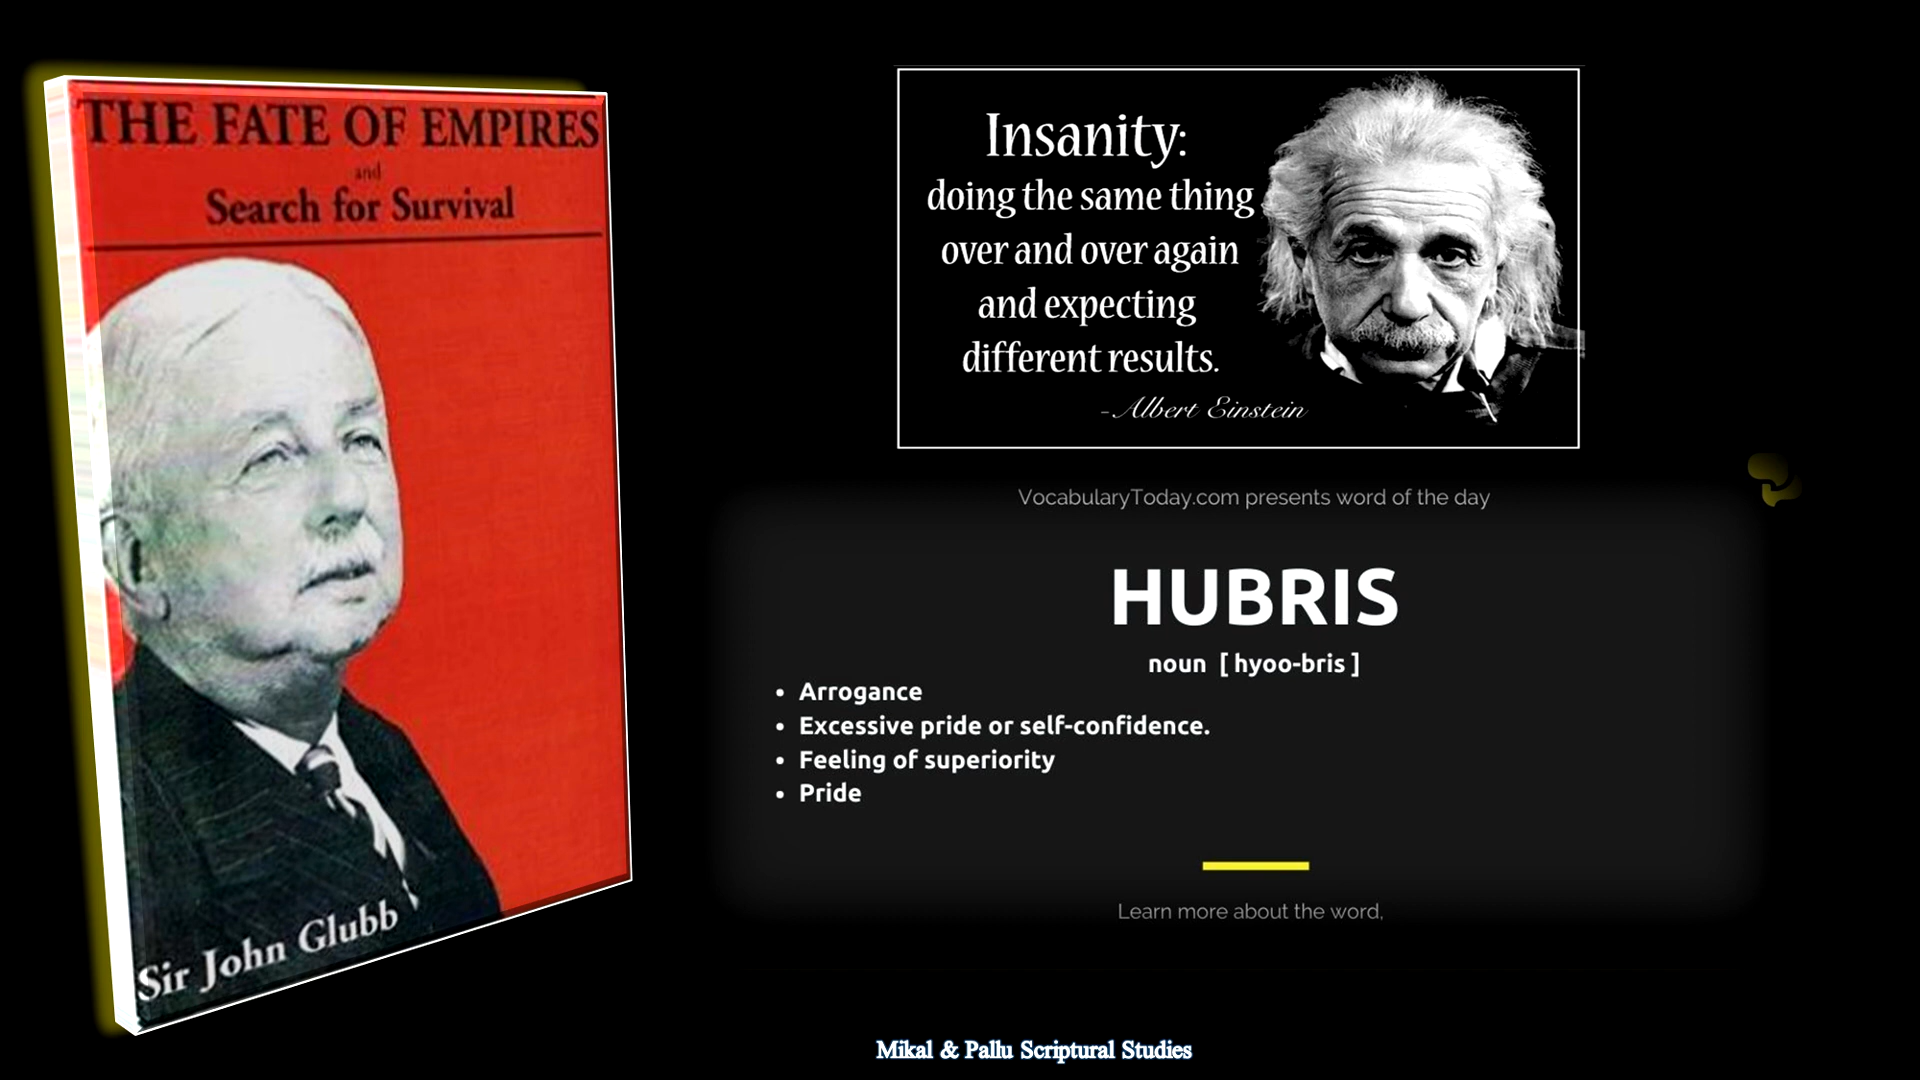 THE FATE OF EMPIRES
and
Search for Survival
Sir John Glubb
Insanity:
doing the same thing
over and over again
and expecting
different results.
-Albert Einstein
VocabularyToday.com presents word of the day
HUBRIS
noun [ hyoo-bris ]
• Arrogance
• Excessive pride or self-confidence.
• Feeling of superiority
• Pride
Learn more about the word,
Mikal & Pallu Scriptural Studies